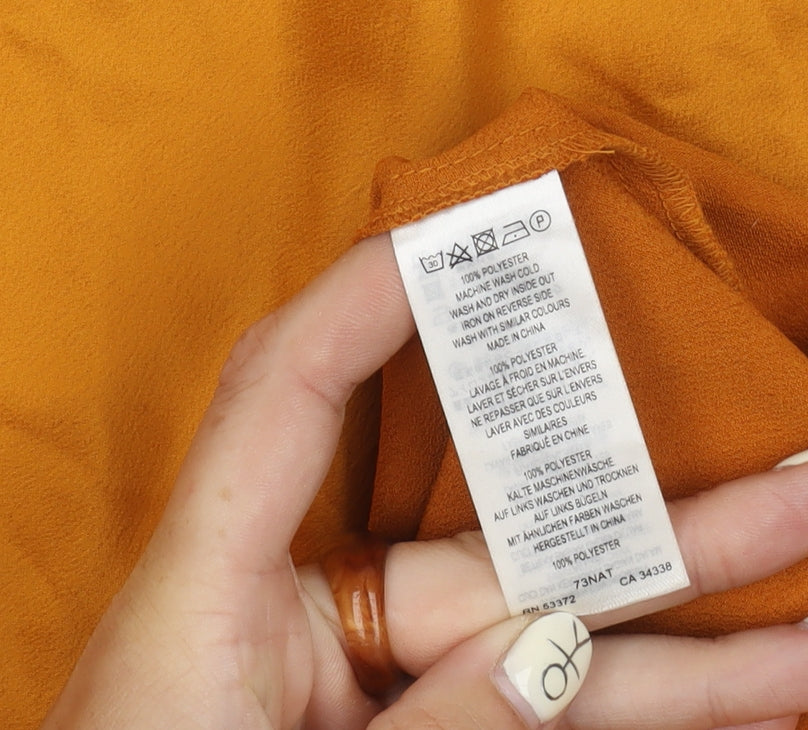 30 P
100% POLYESTER
MACHINE WASH COLD
WASH AND DRY INSIDE OUT
IRON ON REVERSE SIDE
WASH WITH SIMILAR COLOURS
MADE IN CHINA
100% POLYESTER
LAVAGE À FROID EN MACHINE
LAVER ET SÉCHER SUR L'ENVERS
NE REPASSER QUE SUR L'ENVERS
LAVER AVEC DES COULEURS
SIMILAIRES
FABRIQUÉ EN CHINE
100% POLYESTER
KALTE MASCHINENWÄSCHE
AUF LINKS WASCHEN UND TROCKNEN
AUF LINKS BÜGELN
MIT ÄHNLICHEN FARBEN WASCHEN
HERGESTELLT IN CHINA
100% POLYESTER
73NAT
RN 53372 CA 34338